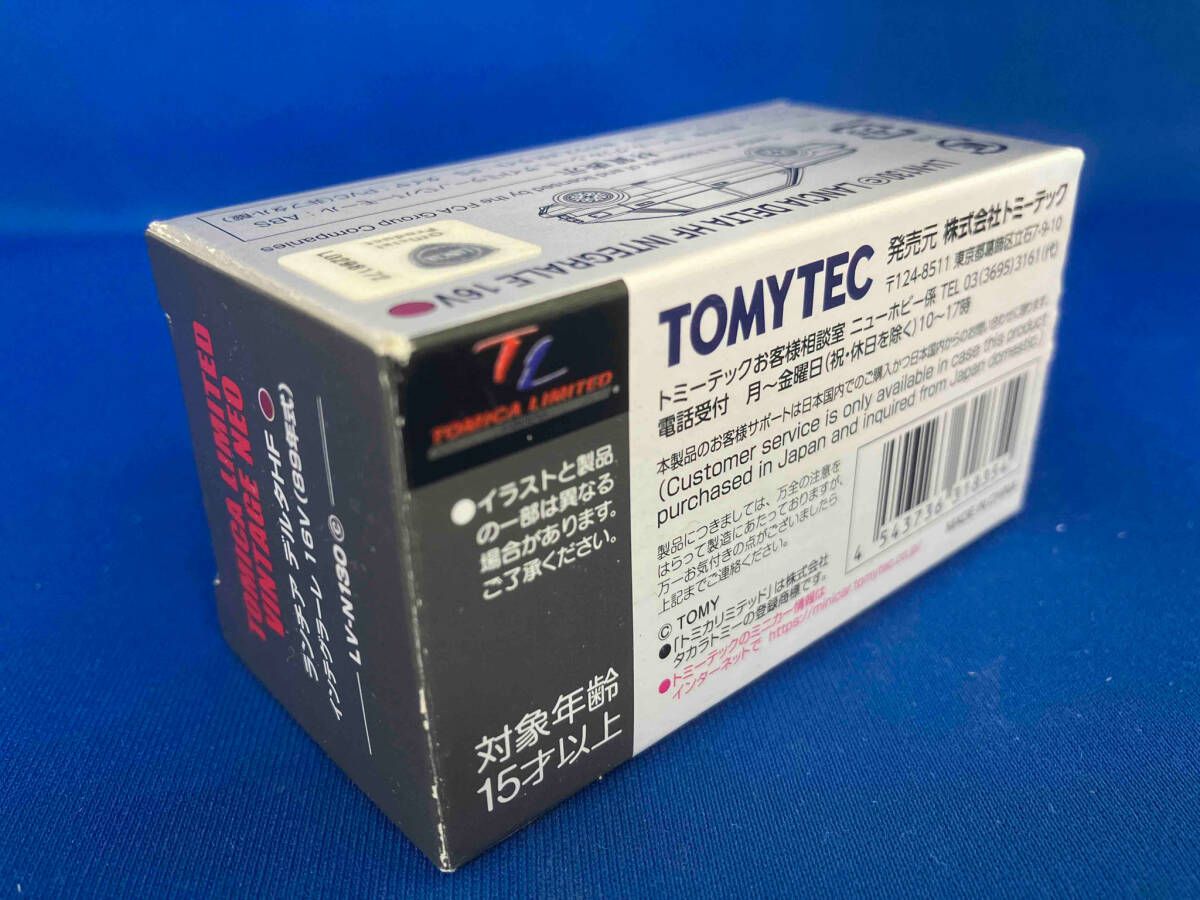 TOMICA LIMITED
VINTAGE NEO
ランチア デルタHF
インテグラーレ 16V(89年式)
ⓒ LV-N130
LV-N130ⓒ LANCIA DELTA HF INTEGRALLE 16V
by the FCA Group Companies
TL
TOMICA LIMITED
●イラストと製品
の一部は異なる
場合があります。
ご了承ください。
対象年齢
15才以上
TOMYTEC
発売元 株式会社トミーテック
〒124-8511 東京都葛飾区立石7-9-10
トミーテックお客様相談室 ニューホビー係 TEL 03(3695)3161(代)
電話受付 月〜金曜日(祝・休日を除く)10〜17時
本製品のお客様サポートは日本国内でのご購入かつ日本国内からのお問い合わせに限ります。
(Customer service is only available in case this product
purchased in Japan and inquired from Japan domestic.)
製品につきましては、万全の注意を
はらって製造にあたっておりますが、
万一お気付きの点がございましたら
上記までご連絡ください。
© TOMY
●「トミカリミテッド」は株式会社
タカラトミーの登録商標です。
●トミーテックのミニカー情報は
インターネットで https://minicar.tomytec.co.jp/
MADE IN CHINA